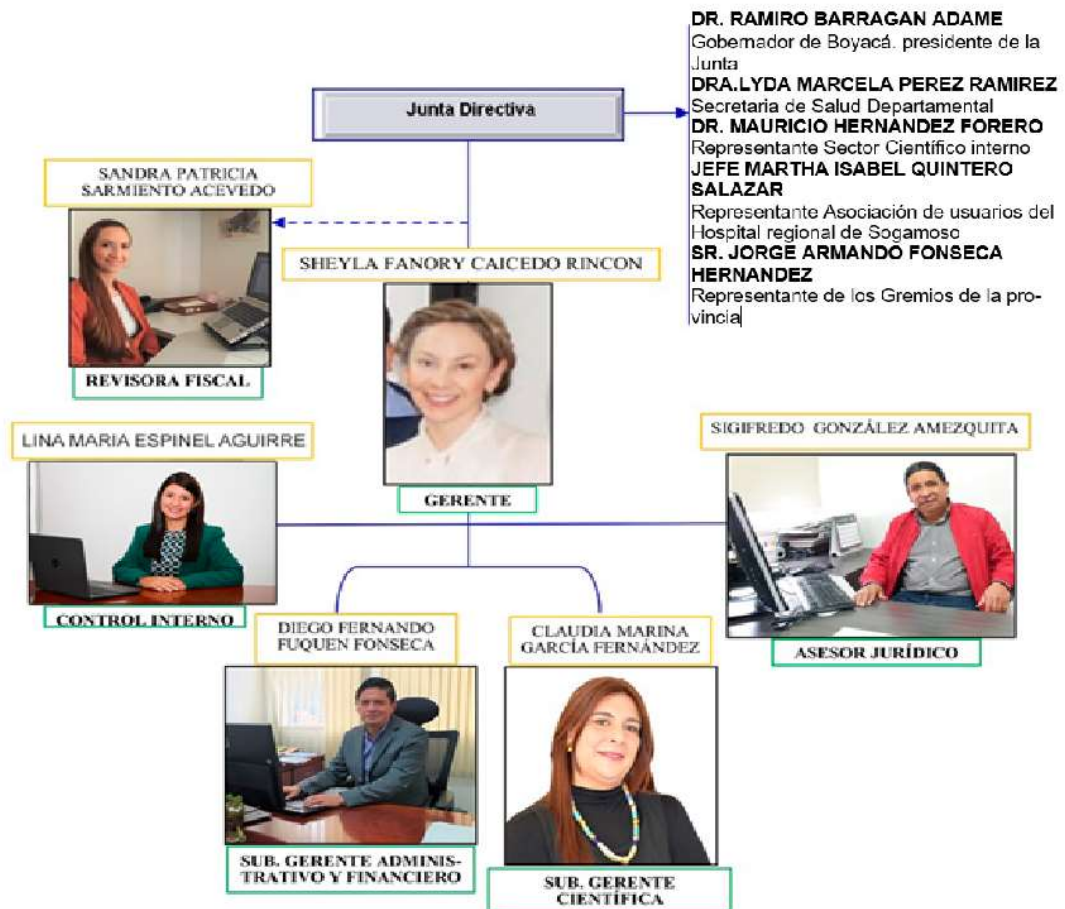 DR. RAMIRO BARRAGAN ADAME
Gobernador de Boyacá. presidente de la
Junta
DRA.LYDA MARCELA PEREZ RAMIREZ
Secretaria de Salud Departamental
DR. MAURICIO HERNANDEZ FORERO
Representante Sector Científico interno
JEFE MARTHA ISABEL QUINTERO
SALAZAR
Representante Asociación de usuarios del
Hospital regional de Sogamoso
SR. JORGE ARMANDO FONSECA
HERNANDEZ
Representante de los Gremios de la pro-
vincia
Junta Directiva
SANDRA PATRICIA
SARMIENTO ACEVEDO
REVISORA FISCAL
SHEYLA FANORY CAICEDO RINCON
GERENTE
LINA MARIA ESPINEL AGUIRRE
CONTROL INTERNO
SIGIFREDO GONZÁLEZ AMEZQUITA
ASESOR JURÍDICO
DIEGO FERNANDO
FUQUEN FONSECA
SUB. GERENTE ADMINIS-
TRATIVO Y FINANCIERO
CLAUDIA MARINA
GARCÍA FERNÁNDEZ
SUB. GERENTE
CIENTÍFICA